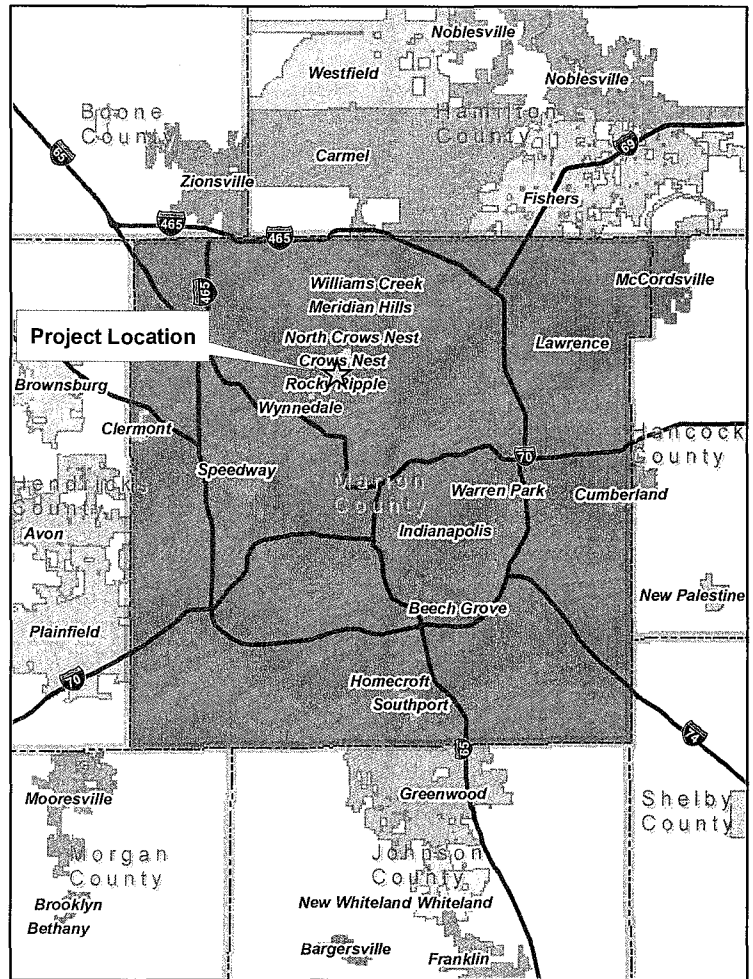 Noblesville
Westfield
Noblesville
Boone
County
Hamilton
County
65
69
Carmel
Zionsville
Fishers
465
465
McCordsville
Williams Creek
465
Meridian Hills
Project Location
North Crows Nest
Lawrence
Crows Nest
Brownsburg
Rocky Ripple
Wynnedale
Clermont
Hancock
County
70
Speedway
Marion
County
Warren Park
Cumberland
Hendricks
County
Avon
Indianapolis
New Palestine
Beech Grove
Plainfield
70
Homecroft
Southport
74
65
Mooresville
Greenwood
Shelby
County
Morgan
County
Johnson
County
Brooklyn
New Whiteland Whiteland
Bethany
Bargersville
Franklin